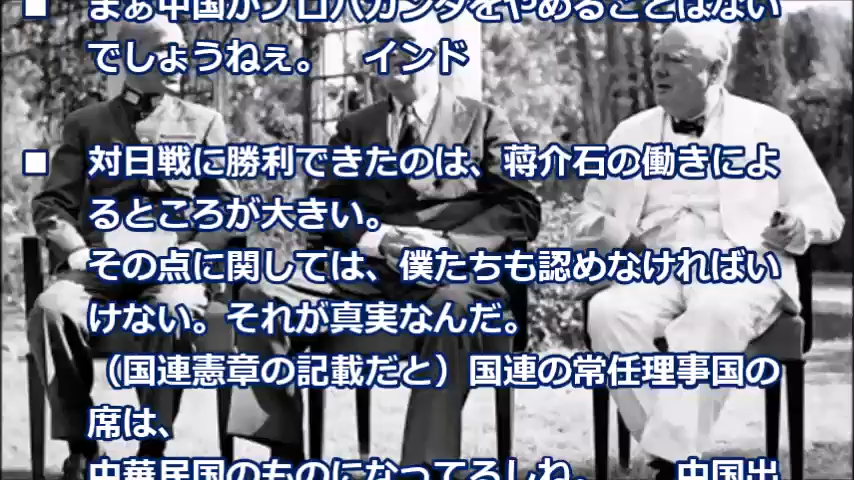 ■ まぁ中国がプロパガンダをやめることはない
でしょうねぇ。 インド
■ 対日戦に勝利できたのは、蒋介石の働きによ
るところが大きい。
その点に関しては、僕たちも認めなければい
けない。それが真実なんだ。
（国連憲章の記載だと）国連の常任理事国の
席は、
中華民国のものになってるしね。 中国出